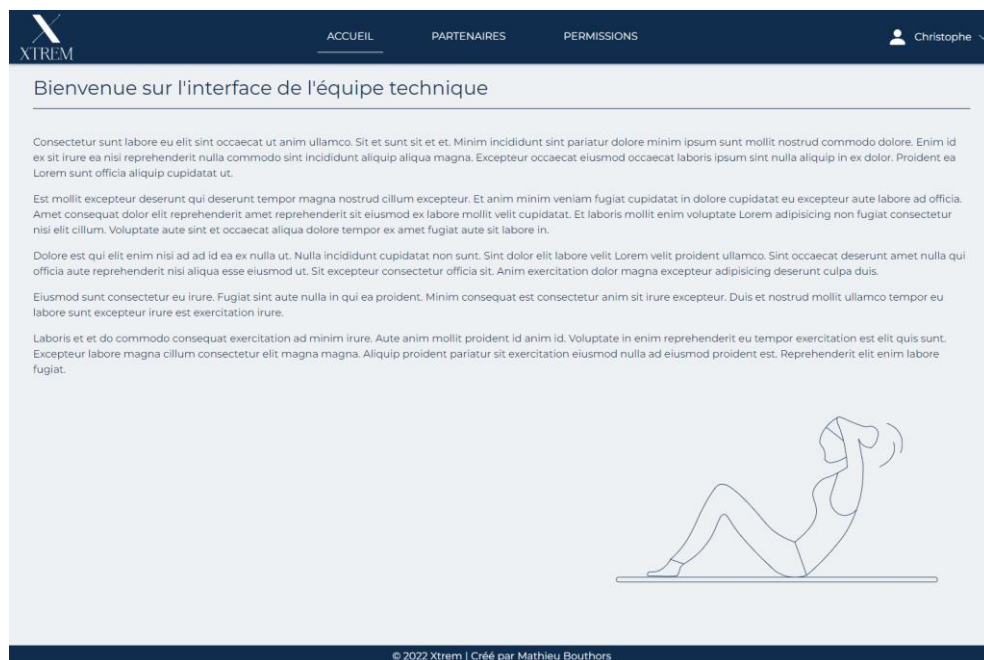 XTREM
ACCUEIL PARTENAIRES PERMISSIONS Christophe
Bienvenue sur l'interface de l'équipe technique
Consectetur sunt labore eu elit sint occaecat ut anim ullamco. Sit et sunt sit et et. Minim incididunt sint pariatur dolore minim ipsum sunt mollit nostrud commodo dolore. Enim id
ex sit irure ea nisi reprehenderit nulla commodo sint incididunt aliquip aliqua magna. Excepteur occaecat eiusmod occaecat laboris ipsum sint nulla aliquip in ex dolor. Proident ea
Lorem sunt officia aliquip cupidatat ut.
Est mollit excepteur deserunt qui deserunt tempor magna nostrud cillum excepteur. Et anim minim veniam fugiat cupidatat in dolore cupidatat eu excepteur aute labore ad officia.
Amet consequat dolor elit reprehenderit amet reprehenderit sit eiusmod ex labore mollit velit cupidatat. Et laboris mollit enim voluptate Lorem adipisicing non fugiat consectetur
nisi elit cillum. Voluptate aute sint et occaecat aliqua dolore tempor ex amet fugiat aute sit labore in.
Dolore est qui elit enim nisi ad ad id ea ex nulla ut. Nulla incididunt cupidatat non sunt. Sint dolor elit labore velit Lorem velit proident ullamco. Sint occaecat deserunt amet nulla qui
officia aute reprehenderit nisi aliqua esse eiusmod ut. Sit excepteur consectetur officia sit. Anim exercitation dolor magna excepteur adipisicing deserunt culpa duis.
Eiusmod sunt consectetur eu irure. Fugiat sint aute nulla in qui ea proident. Minim consequat est consectetur anim sit irure excepteur. Duis et nostrud mollit ullamco tempor eu
labore sunt excepteur irure est exercitation irure.
Laboris et et do commodo consequat exercitation ad minim irure. Aute anim mollit proident id anim id. Voluptate in enim reprehenderit eu tempor exercitation est elit quis sunt.
Excepteur labore magna cillum consectetur elit magna magna. Aliquip proident pariatur sit exercitation eiusmod nulla ad eiusmod proident est. Reprehenderit elit enim labore
fugiat.
© 2022 Xtrem | Créé par Mathieu Bouthors